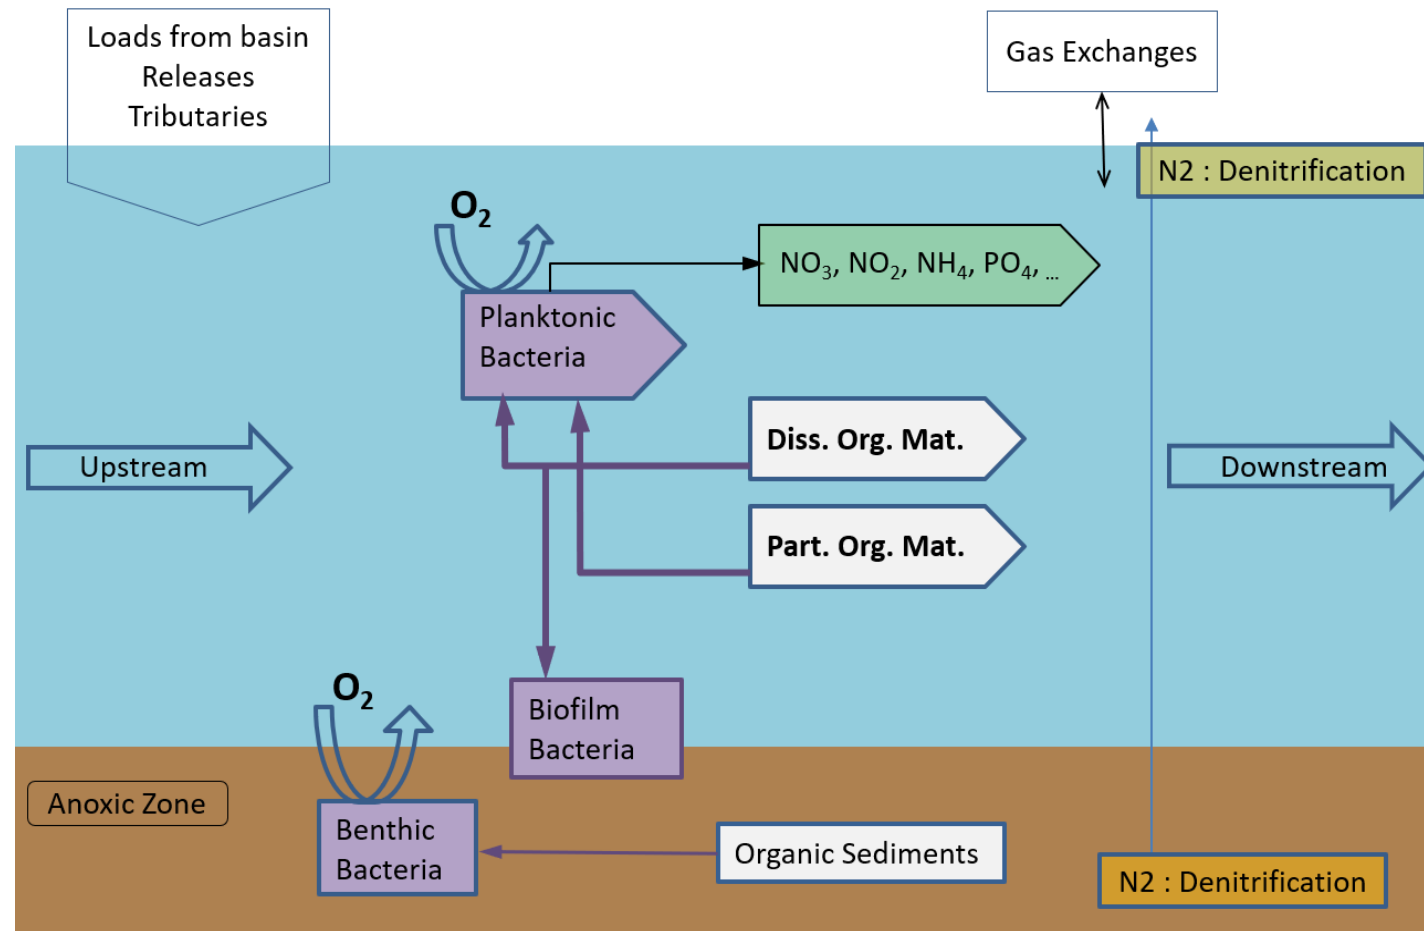 Loads from basin
Releases
Tributaries
Gas Exchanges
N2 : Denitrification
O₂
NO₃, NO₂, NH₄, PO₄, ...
Planktonic
Bacteria
Diss. Org. Mat.
Upstream
Downstream
Part. Org. Mat.
O₂
Biofilm
Bacteria
Anoxic Zone
Benthic
Bacteria
Organic Sediments
N2 : Denitrification